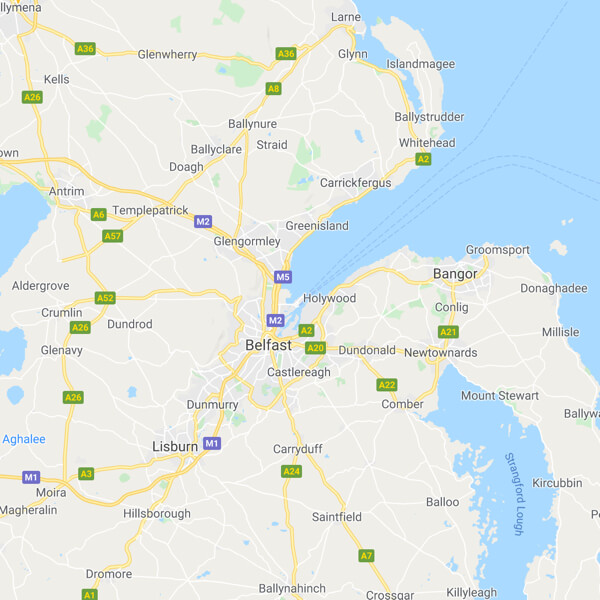 llymena
Larne
A36
A36
Glenwherry
Glynn
Islandmagee
Kells
A8
A26
Ballystrudder
Ballynure
Whitehead
Straid
Ballyclare
own
A2
Doagh
Carrickfergus
Antrim
Templepatrick
A6
M2
Greenisland
A57
Glengormley
Groomsport
M5
Bangor
Aldergrove
Donaghadee
A52
Holywood
Crumlin
Conlig
M2
Dundrod
A26
A2
A21
Millisle
Glenavy
Belfast
A20
Dundonald
Newtownards
Castlereagh
A22
A26
Mount Stewart
Dunmurry
Comber
Ballywa
Aghalee
M1
Lisburn
Carryduff
Strangford Lough
M1
A3
A24
Kircubbin
Moira
Balloo
Magheralin
Hillsborough
Saintfield
A7
Dromore
Ballynahinch
A1
Crossgar
Killyleagh